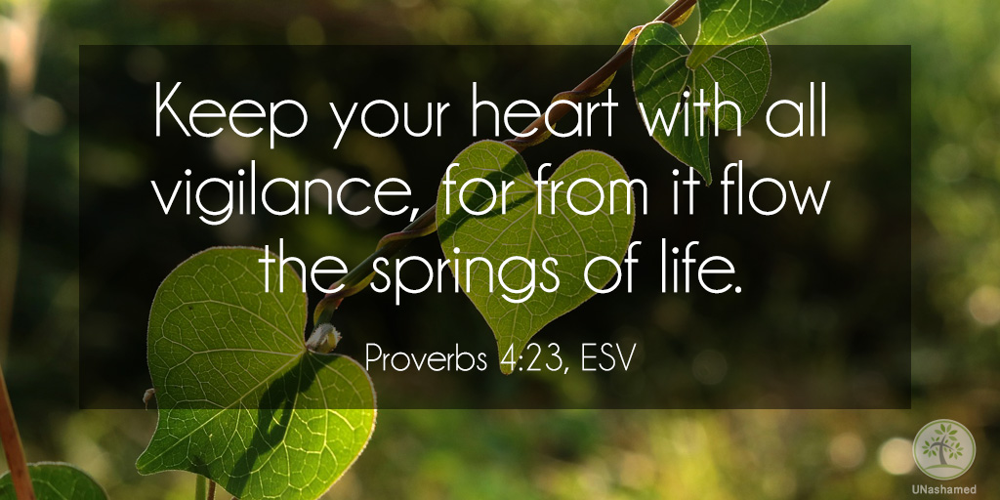 Keep your heart with all
vigilance, for from it flow
the springs of life.
Proverbs 4:23, ESV
UNashamed